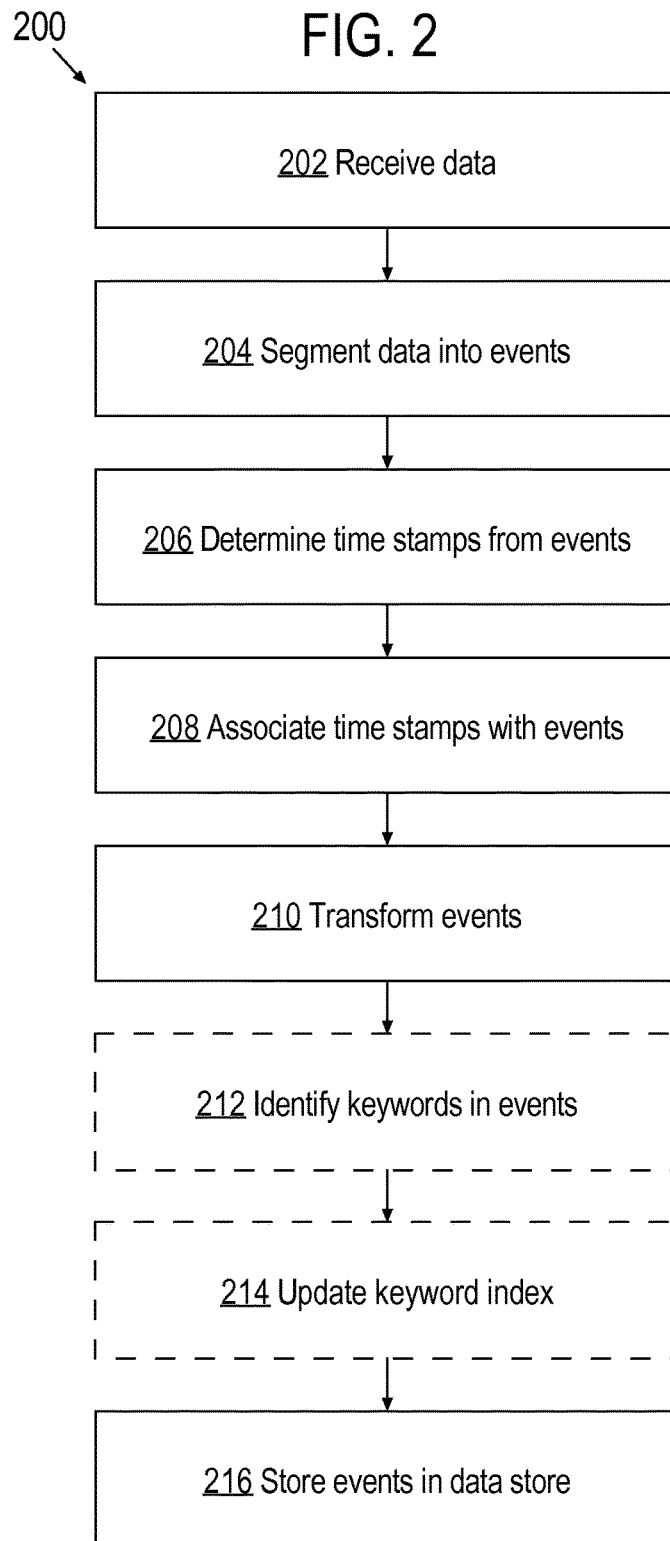 FIG. 2
200
202 Receive data
204 Segment data into events
206 Determine time stamps from events
208 Associate time stamps with events
210 Transform events
212 Identify keywords in events
214 Update keyword index
216 Store events in data store